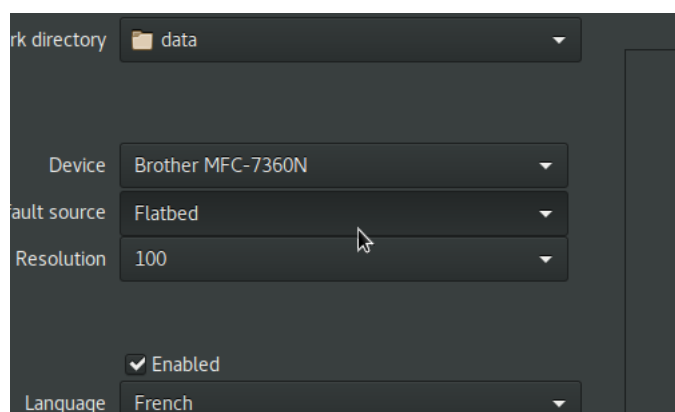 rk directory data
Device Brother MFC-7360N
fault source Flatbed
Resolution 100
Enabled
Language French